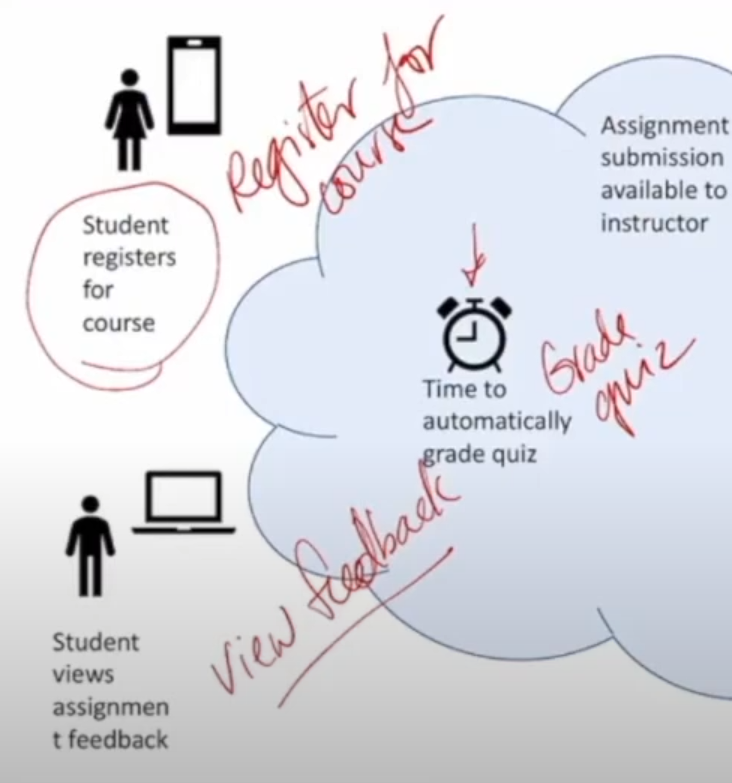 Register for
course
Assignment
submission
available to
instructor
Student
registers
for
course
Time to
automatically
grade quiz
Grade
quiz
View feedback
Student
views
assignmen
t feedback